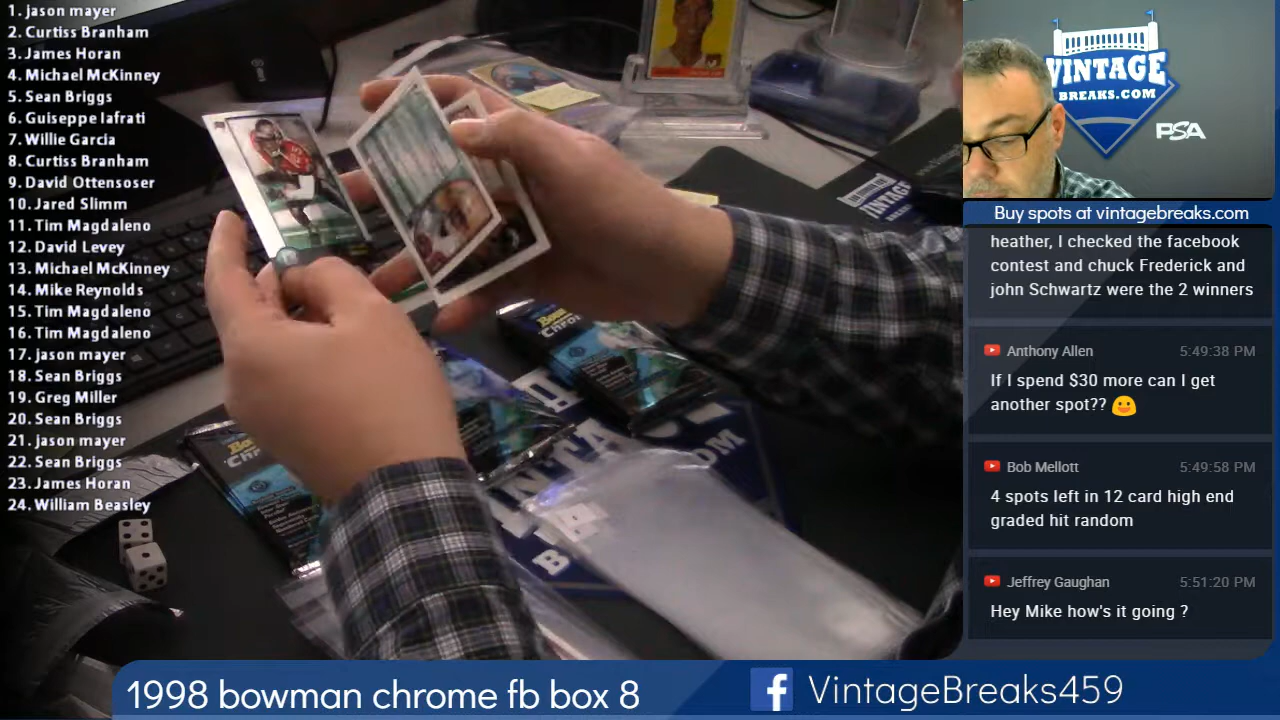 1. jason mayer
2. Curtiss Branham
3. James Horan
4. Michael McKinney
5. Sean Briggs
6. Guiseppe Iafrati
7. Willie Garcia
8. Curtiss Branham
9. David Ottensoser
10. Jared Slimm
11. Tim Magdaleno
12. David Levey
13. Michael McKinney
14. Mike Reynolds
15. Tim Magdaleno
16. Tim Magdaleno
17. jason mayer
18. Sean Briggs
19. Greg Miller
20. Sean Briggs
21. jason mayer
22. Sean Briggs
23. James Horan
24. William Beasley
VINTAGE
BREAKS.COM
PSA
Buy spots at vintagebreaks.com
heather, I checked the facebook
contest and chuck Frederick and
john Schwartz were the 2 winners
Anthony Allen 5:49:38 PM
If I spend $30 more can I get
another spot??
Bob Mellott 5:49:58 PM
4 spots left in 12 card high end
graded hit random
Jeffrey Gaughan 5:51:20 PM
Hey Mike how's it going ?
1998 bowman chrome fb box 8
VintageBreaks459